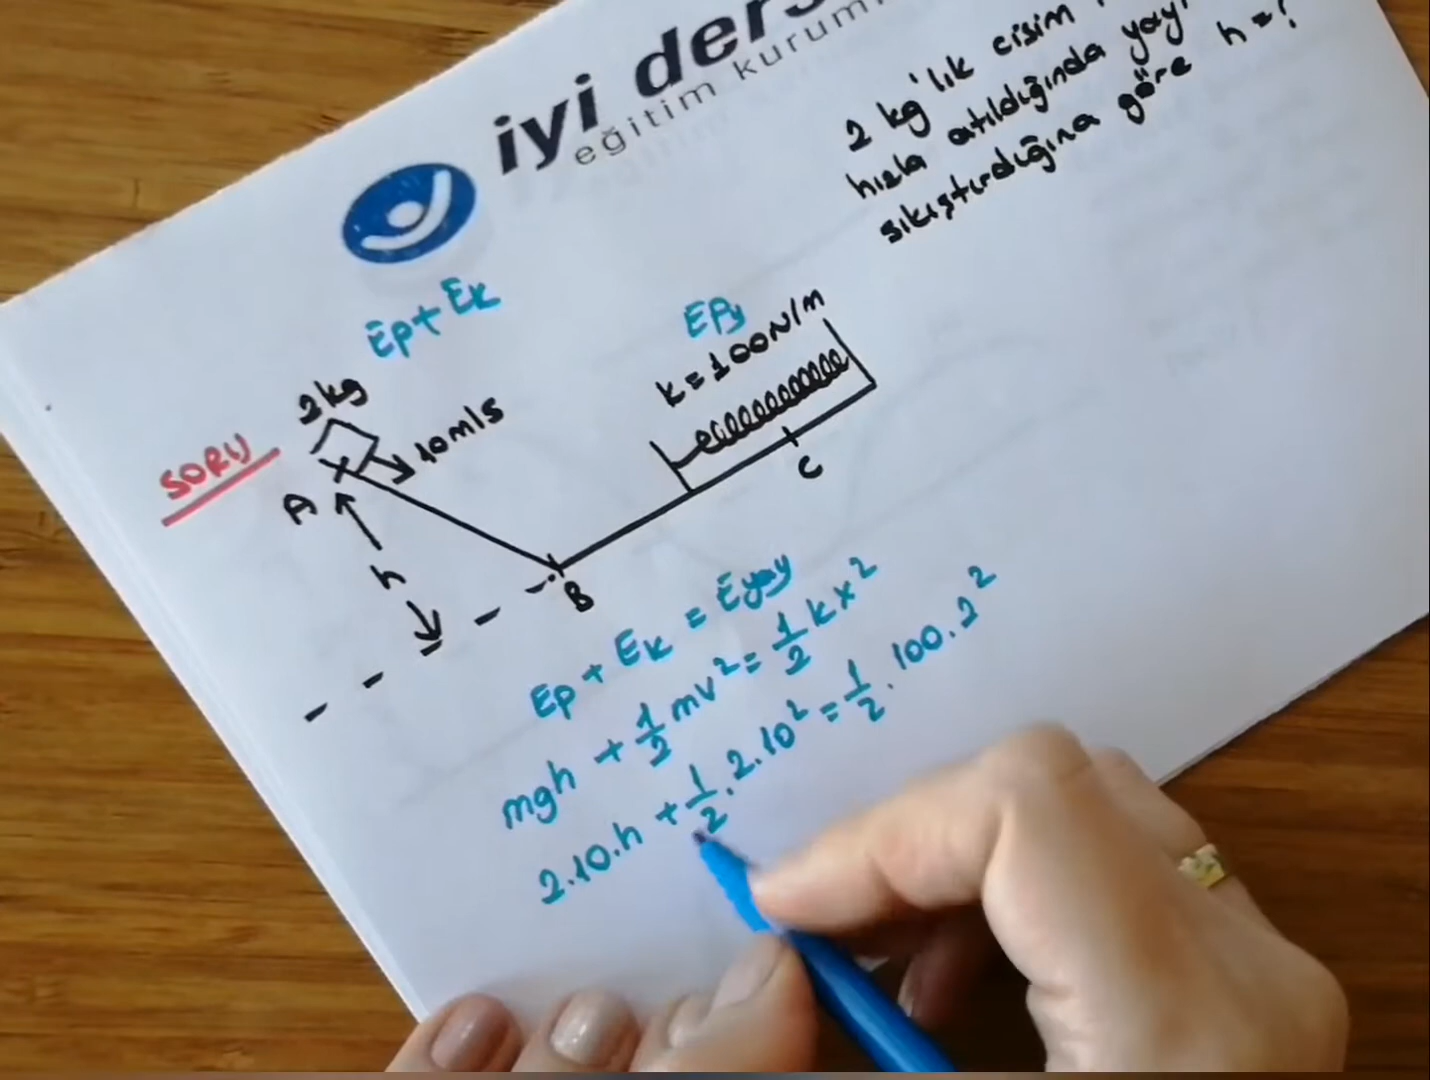 iyi ders
eğitim kurum
2 kg'lık cisim
hızla atıldığında yayı
sıkıştırdığına göre h=?
Ep+Ek
EPy
k=100N/m
2kg
10m/s
SORU
A
h
B
C
Ep + Ek = Eyay
mgh + 1/2 mv² = 1/2 kx²
2.10.h + 1/2 . 2.10² = 1/2 . 100.2²